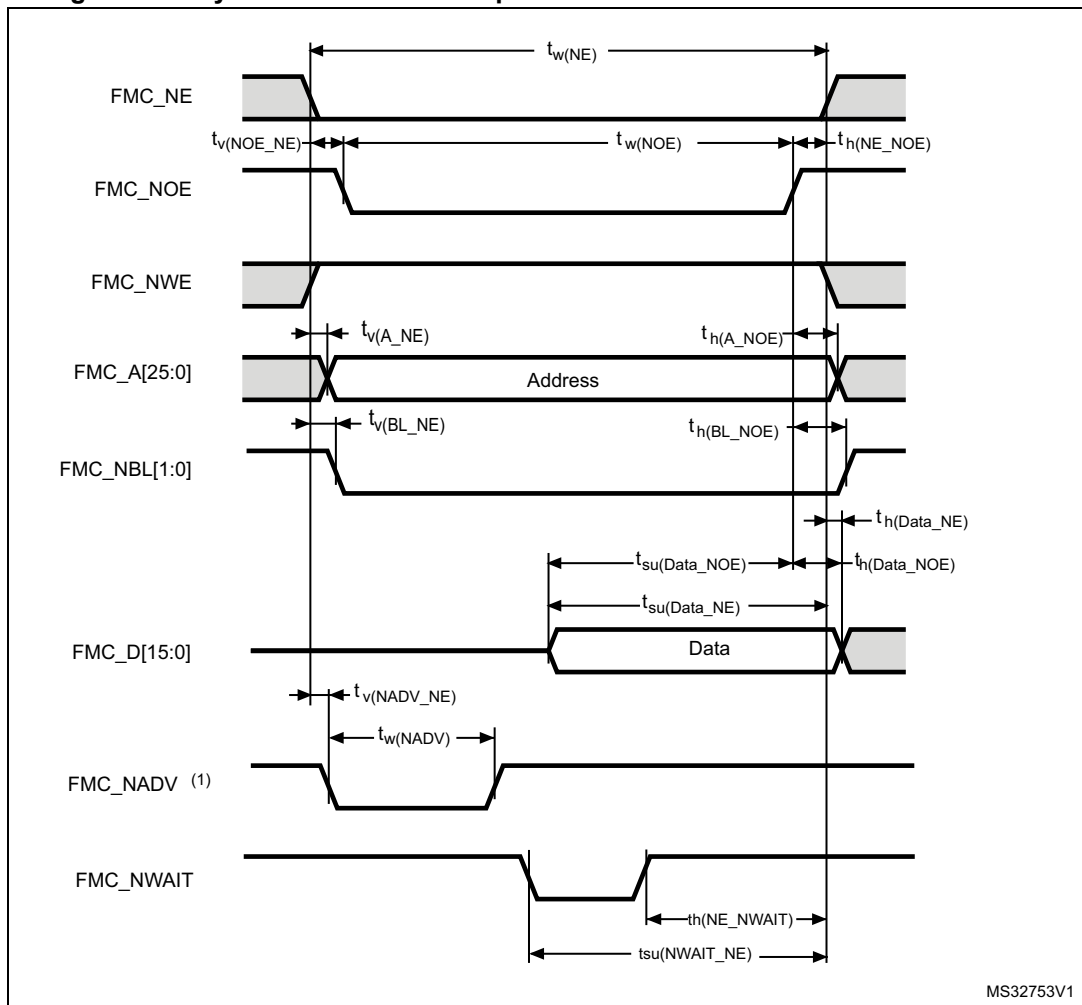 tw(NE)
FMC_NE
tv(NOE_NE)
tw(NOE)
th(NE_NOE)
FMC_NOE
FMC_NWE
tv(A_NE)
th(A_NOE)
FMC_A[25:0]
Address
tv(BL_NE)
th(BL_NOE)
FMC_NBL[1:0]
th(Data_NE)
tsu(Data_NOE)
th(Data_NOE)
tsu(Data_NE)
FMC_D[15:0]
Data
tv(NADV_NE)
tw(NADV)
FMC_NADV (1)
FMC_NWAIT
th(NE_NWAIT)
tsu(NWAIT_NE)
MS32753V1